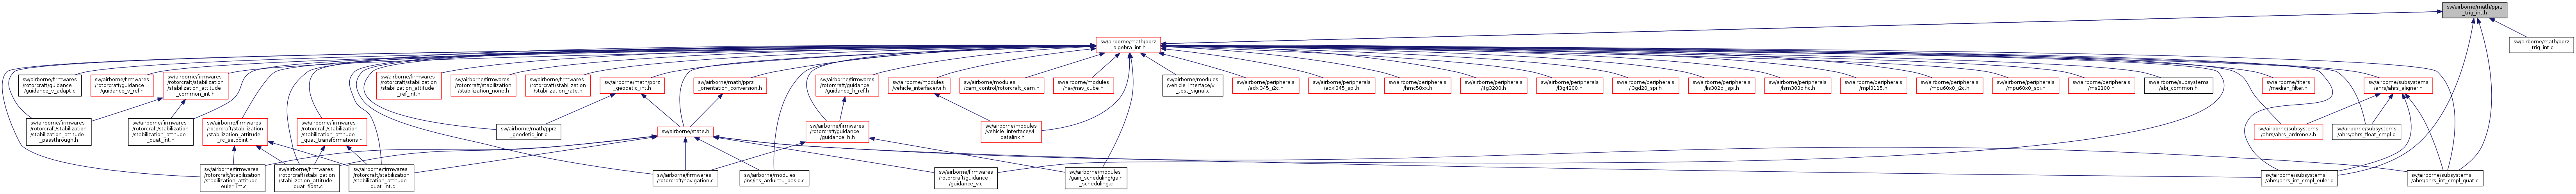 sw/airborne/math/pprz
_trig_int.h
sw/airborne/math/pprz
_algebra_int.h
sw/airborne/math/pprz
_trig_int.c
sw/airborne/firmwares
/rotorcraft/guidance
/guidance_v_adapt.c
sw/airborne/firmwares
/rotorcraft/guidance
/guidance_v_ref.h
sw/airborne/firmwares
/rotorcraft/stabilization
/stabilization_attitude
_common_int.h
sw/airborne/firmwares
/rotorcraft/stabilization
/stabilization_attitude
_ref_int.h
sw/airborne/firmwares
/rotorcraft/stabilization
/stabilization_none.h
sw/airborne/firmwares
/rotorcraft/stabilization
/stabilization_rate.h
sw/airborne/math/pprz
_geodetic_int.h
sw/airborne/math/pprz
_orientation_conversion.h
sw/airborne/firmwares
/rotorcraft/guidance
/guidance_h_ref.h
sw/airborne/modules
/vehicle_interface/vi.h
sw/airborne/modules
/cam_control/rotorcraft_cam.h
sw/airborne/modules
/nav/nav_cube.h
sw/airborne/modules
/vehicle_interface/vi
_test_signal.c
sw/airborne/peripherals
/adxl345_i2c.h
sw/airborne/peripherals
/adxl345_spi.h
sw/airborne/peripherals
/hmc58xx.h
sw/airborne/peripherals
/itg3200.h
sw/airborne/peripherals
/l3g4200.h
sw/airborne/peripherals
/l3gd20_spi.h
sw/airborne/peripherals
/lis302dl_spi.h
sw/airborne/peripherals
/lsm303dlhc.h
sw/airborne/peripherals
/mpl3115.h
sw/airborne/peripherals
/mpu60x0_i2c.h
sw/airborne/peripherals
/mpu60x0_spi.h
sw/airborne/peripherals
/ms2100.h
sw/airborne/subsystems
/abi_common.h
sw/airborne/filters
/median_filter.h
sw/airborne/subsystems
/ahrs/ahrs_aligner.h
sw/airborne/firmwares
/rotorcraft/stabilization
/stabilization_attitude
_passthrough.h
sw/airborne/firmwares
/rotorcraft/stabilization
/stabilization_attitude
_quat_int.h
sw/airborne/firmwares
/rotorcraft/stabilization
/stabilization_attitude
_rc_setpoint.h
sw/airborne/firmwares
/rotorcraft/stabilization
/stabilization_attitude
_quat_transformations.h
sw/airborne/math/pprz
_geodetic_int.c
sw/airborne/state.h
sw/airborne/firmwares
/rotorcraft/guidance
/guidance_h.h
sw/airborne/modules
/vehicle_interface/vi
_datalink.h
sw/airborne/subsystems
/ahrs/ahrs_ardrone2.h
sw/airborne/subsystems
/ahrs/ahrs_float_cmpl.c
sw/airborne/firmwares
/rotorcraft/stabilization
/stabilization_attitude
_euler_int.c
sw/airborne/firmwares
/rotorcraft/stabilization
/stabilization_attitude
_quat_float.c
sw/airborne/firmwares
/rotorcraft/stabilization
/stabilization_attitude
_quat_int.c
sw/airborne/firmwares
/rotorcraft/navigation.c
sw/airborne/modules
/ins/ins_arduimu_basic.c
sw/airborne/firmwares
/rotorcraft/guidance
/guidance_v.c
sw/airborne/modules
/gain_scheduling/gain
_scheduling.c
sw/airborne/subsystems
/ahrs/ahrs_int_cmpl_euler.c
sw/airborne/subsystems
/ahrs/ahrs_int_cmpl_quat.c